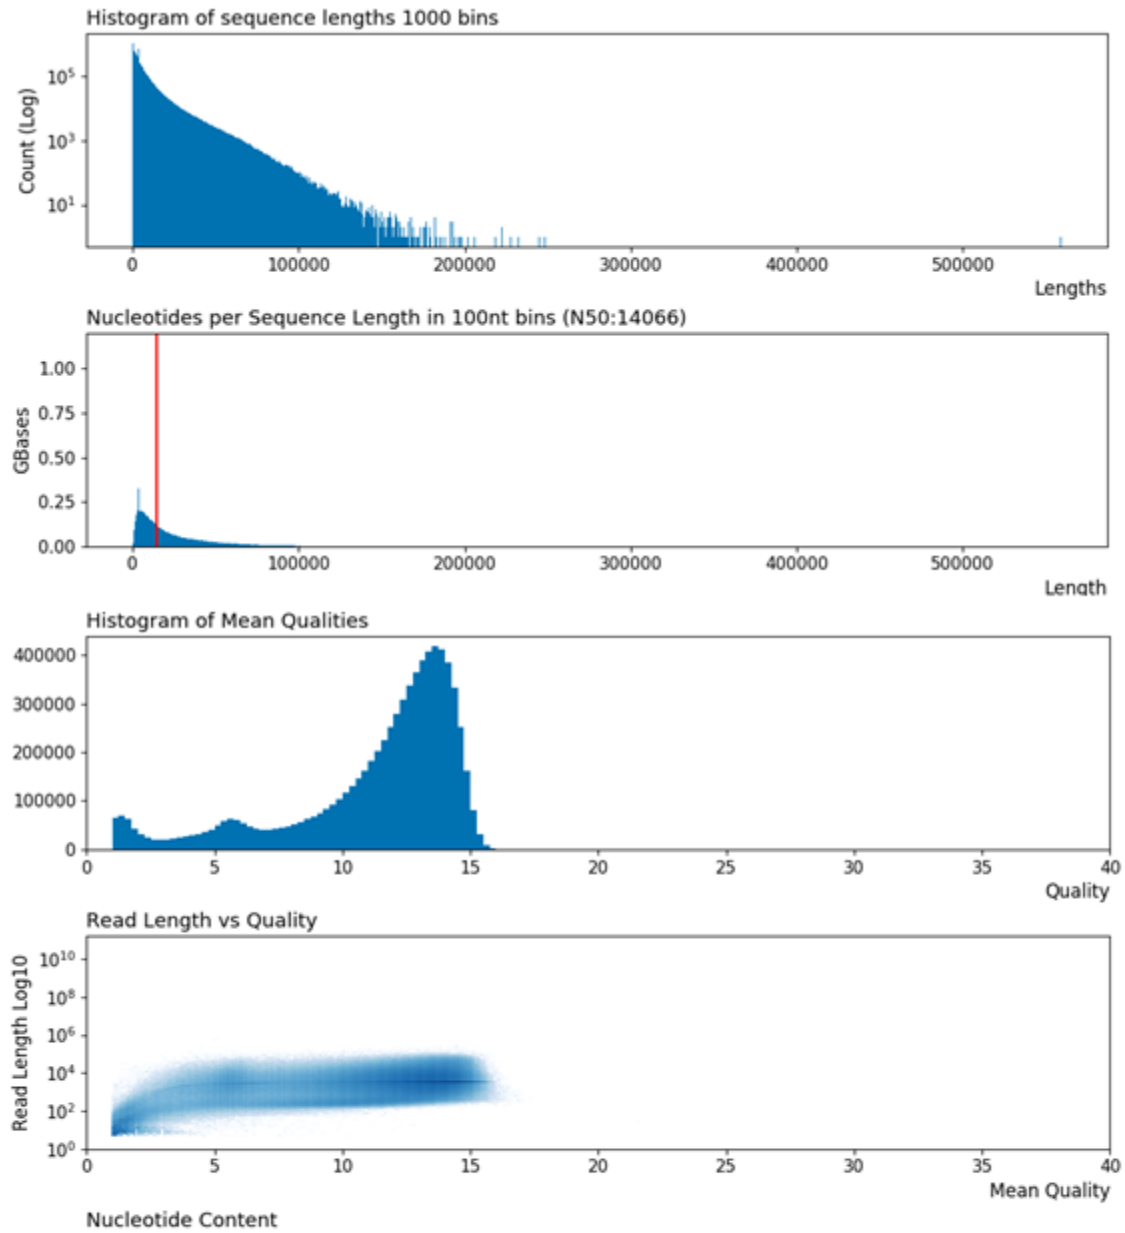 Histogram of sequence lengths 1000 bins
Count (Log)
10⁵
10³
10¹
0 100000 200000 300000 400000 500000
Lengths
Nucleotides per Sequence Length in 100nt bins (N50:14066)
GBases
1.00
0.75
0.50
0.25
0.00
0 100000 200000 300000 400000 500000
Length
Histogram of Mean Qualities
400000
300000
200000
100000
0
0 5 10 15 20 25 30 35 40
Quality
Read Length vs Quality
Read Length Log10
10¹⁰
10⁸
10⁶
10⁴
10²
10⁰
0 5 10 15 20 25 30 35 40
Mean Quality
Nucleotide Content